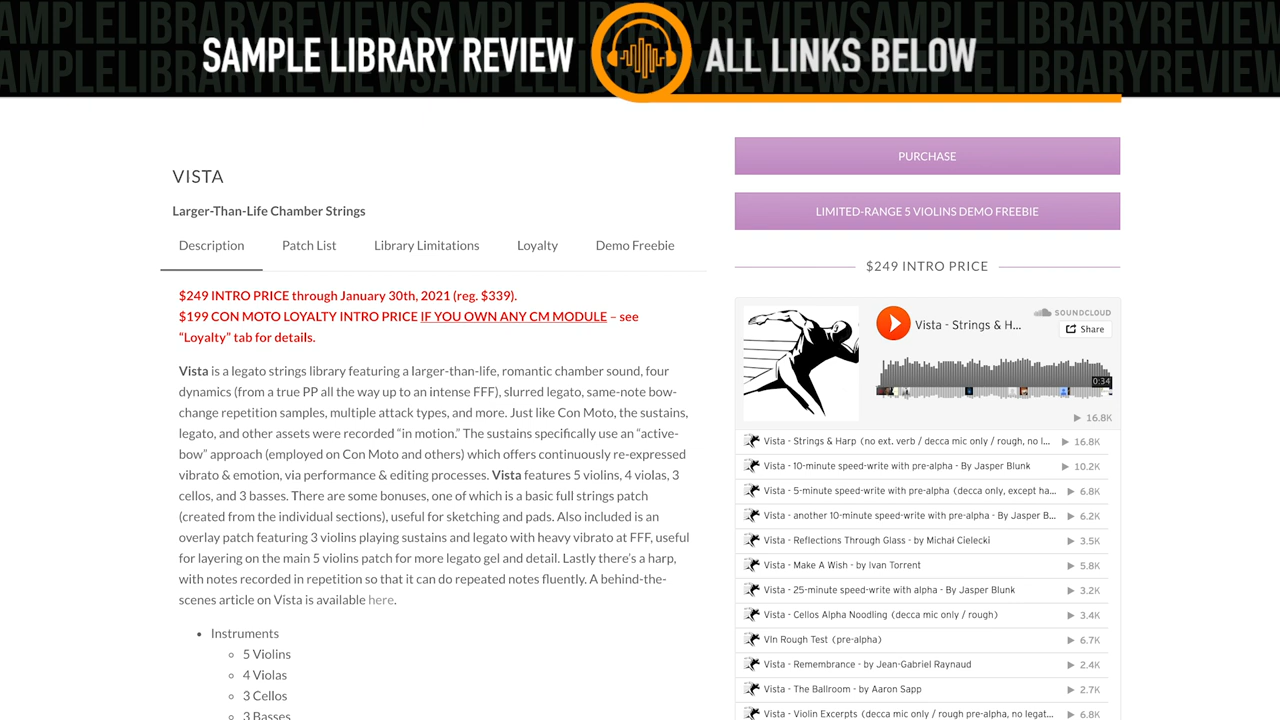 SAMPLE LIBRARY REVIEW ALL LINKS BELOW
VISTA
Larger-Than-Life Chamber Strings
Description Patch List Library Limitations Loyalty Demo Freebie
$249 INTRO PRICE through January 30th, 2021 (reg. $339).
$199 CON MOTO LOYALTY INTRO PRICE IF YOU OWN ANY CM MODULE – see
“Loyalty” tab for details.
Vista is a legato strings library featuring a larger-than-life, romantic chamber sound, four
dynamics (from a true PP all the way up to an intense FFF), slurred legato, same-note bow-
change repetition samples, multiple attack types, and more. Just like Con Moto, the sustains,
legato, and other assets were recorded “in motion.” The sustains specifically use an “active-
bow” approach (employed on Con Moto and others) which offers continuously re-expressed
vibrato & emotion, via performance & editing processes. Vista features 5 violins, 4 violas, 3
cellos, and 3 basses. There are some bonuses, one of which is a basic full strings patch
(created from the individual sections), useful for sketching and pads. Also included is an
overlay patch featuring 3 violins playing sustains and legato with heavy vibrato at FFF, useful
for layering on the main 5 violins patch for more legato gel and detail. Lastly there’s a harp,
with notes recorded in repetition so that it can do repeated notes fluently. A behind-the-
scenes article on Vista is available here.
Instruments
5 Violins
4 Violas
3 Cellos
3 Basses
PURCHASE
LIMITED-RANGE 5 VIOLINS DEMO FREEBIE
$249 INTRO PRICE
SOUNDCLOUD
Vista - Strings & H...
Share
0:34
16.8K
Vista - Strings & Harp (no ext. verb / decca mic only / rough, no l... 16.8K
Vista - 10-minute speed-write with pre-alpha - By Jasper Blunk 10.2K
Vista - 5-minute speed-write with pre-alpha (decca only, except ha... 6.8K
Vista - another 10-minute speed-write with pre-alpha - By Jasper B... 6.2K
Vista - Reflections Through Glass - by Michał Cielecki 3.5K
Vista - Make A Wish - by Ivan Torrent 5.8K
Vista - 25-minute speed-write with alpha - By Jasper Blunk 3.2K
Vista - Cellos Alpha Noodling (decca mic only / rough) 3.4K
Vln Rough Test (pre-alpha) 6.7K
Vista - Remembrance - by Jean-Gabriel Raynaud 2.4K
Vista - The Ballroom - by Aaron Sapp 2.7K
Vista - Violin Excerpts (decca mic only / rough pre-alpha, no legat... 6.8K